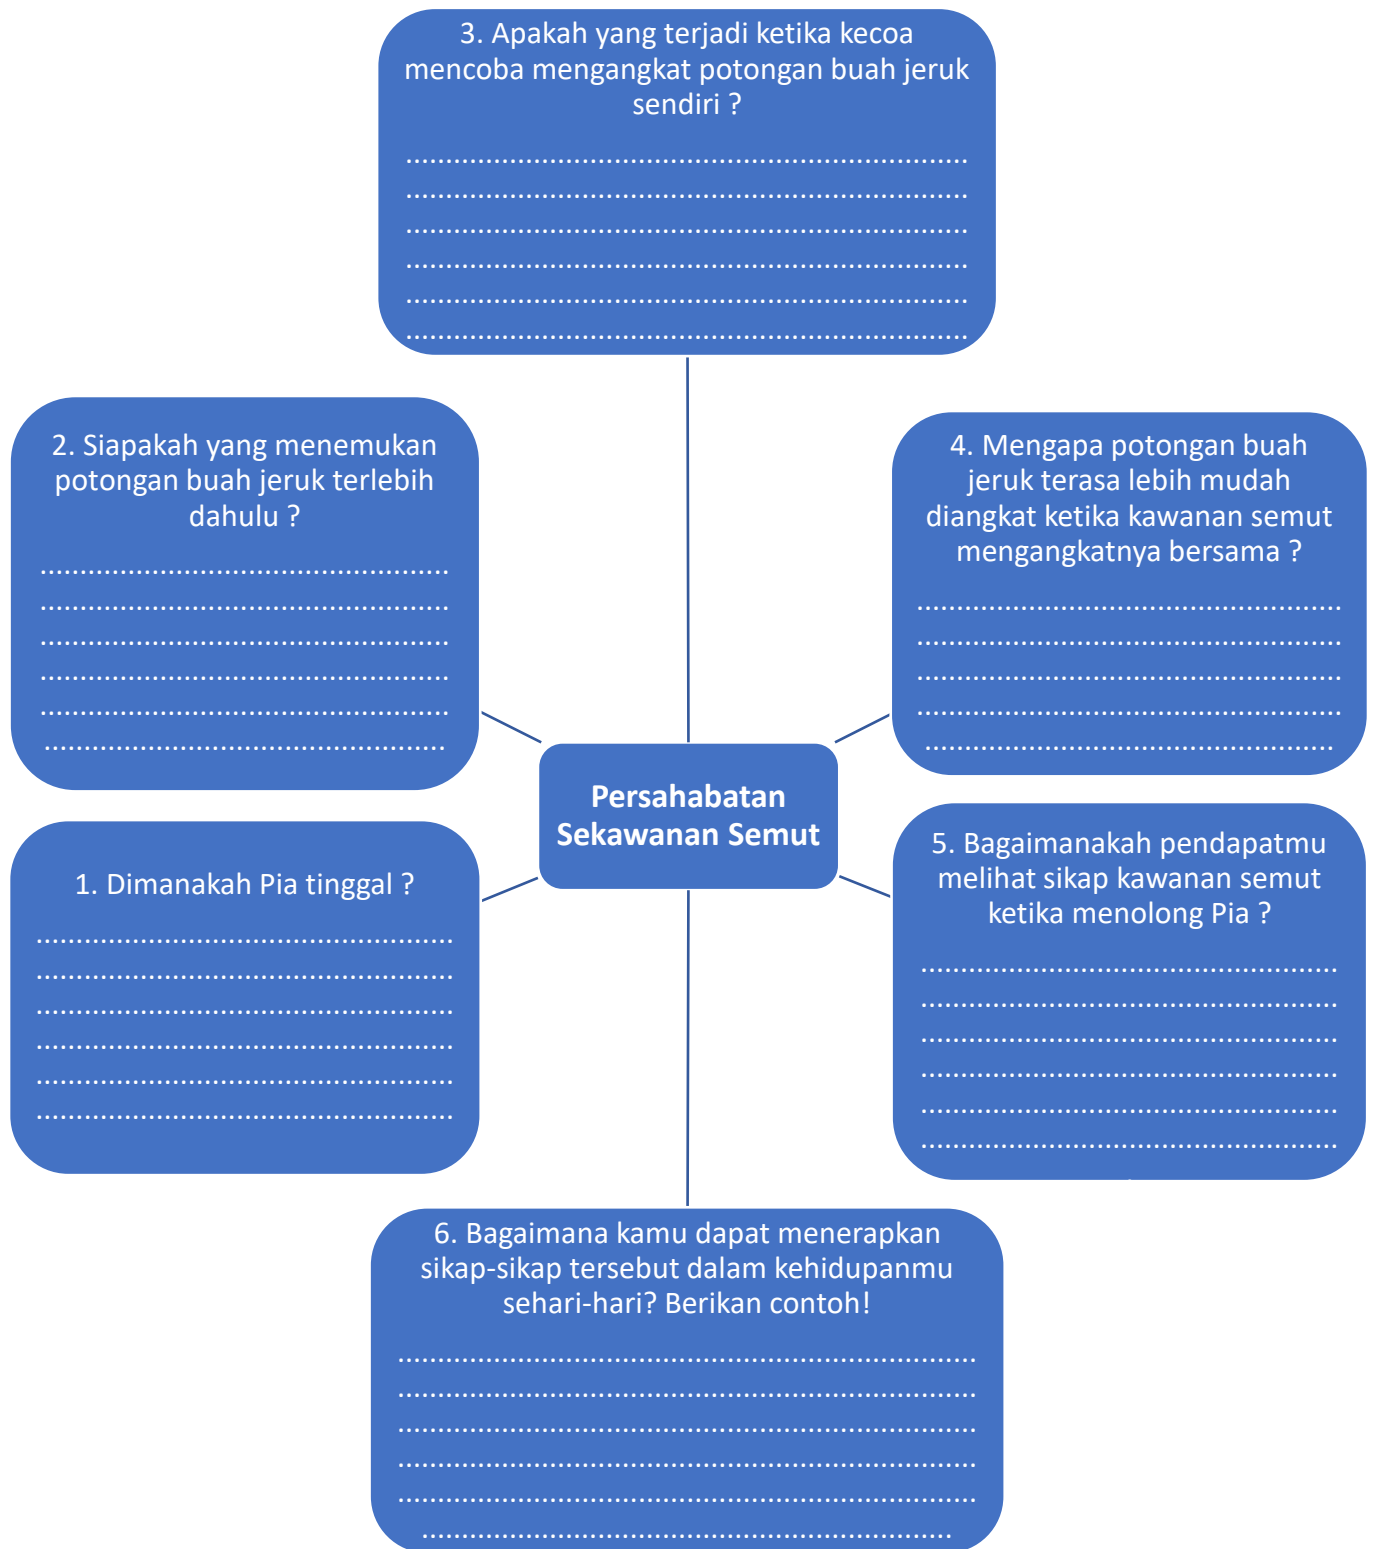 3. Apakah yang terjadi ketika kecoa
mencoba mengangkat potongan buah jeruk
sendiri ?
......................................................................
......................................................................
......................................................................
......................................................................
......................................................................
......................................................................
2. Siapakah yang menemukan
potongan buah jeruk terlebih
dahulu ?
...................................................
...................................................
...................................................
...................................................
...................................................
..................................................
4. Mengapa potongan buah
jeruk terasa lebih mudah
diangkat ketika kawanan semut
mengangkatnya bersama ?
.....................................................
.....................................................
.....................................................
.....................................................
...................................................
Persahabatan
Sekawanan Semut
1. Dimanakah Pia tinggal ?
....................................................
....................................................
....................................................
....................................................
....................................................
....................................................
5. Bagaimanakah pendapatmu
melihat sikap kawanan semut
ketika menolong Pia ?
....................................................
....................................................
....................................................
....................................................
....................................................
....................................................
6. Bagaimana kamu dapat menerapkan
sikap-sikap tersebut dalam kehidupanmu
sehari-hari? Berikan contoh!
........................................................................
........................................................................
........................................................................
........................................................................
........................................................................
..................................................................